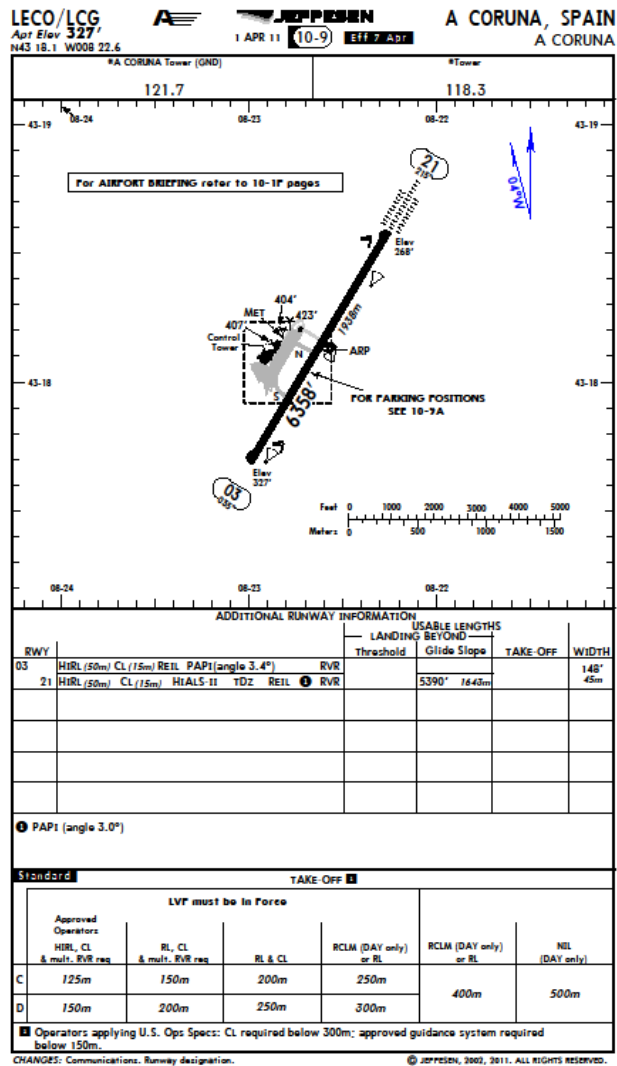 LECO/LCG JEPPESEN A CORUNA, SPAIN
Apt Elev 327' 1 APR 11 10-9 Eff 7 Apr A CORUNA
N43 18.1 W008 22.6
*A CORUNA Tower (GND) *Tower
121.7 118.3
08-24 08-23 08-22
43-19 43-19
21
215°
For AIRPORT BRIEFING refer to 10-1P pages
04°W
Elev
268'
404'
MET 423'
407'
1938m
Control
Tower
N ARP
43-18 43-18
S
FOR PARKING POSITIONS
SEE 10-9A
6358'
Elev
327'
03
035°
Feet 0 1000 2000 3000 4000 5000
Meters 0 500 1000 1500
08-24 08-23 08-22
ADDITIONAL RUNWAY INFORMATION
USABLE LENGTHS
LANDING BEYOND
RWY Threshold Glide Slope TAKE-OFF WIDTH
03 HIRL (50m) CL (15m) REIL PAPI(angle 3.4°) RVR 148'
21 HIRL (50m) CL (15m) HIALS-II TDZ REIL 1 RVR 5390' 1643m 45m
1 PAPI (angle 3.0°)
Standard TAKE-OFF 1
LVP must be in Force
Approved
Operators
HIRL, CL RL, CL RCLM (DAY only) RCLM (DAY only) NIL
& mult. RVR req & mult. RVR req RL & CL or RL or RL (DAY only)
C 125m 150m 200m 250m
400m 500m
D 150m 200m 250m 300m
1 Operators applying U.S. Ops Specs: CL required below 300m; approved guidance system required
below 150m.
CHANGES: Communications. Runway designation. © JEPPESEN, 2002, 2011. ALL RIGHTS RESERVED.